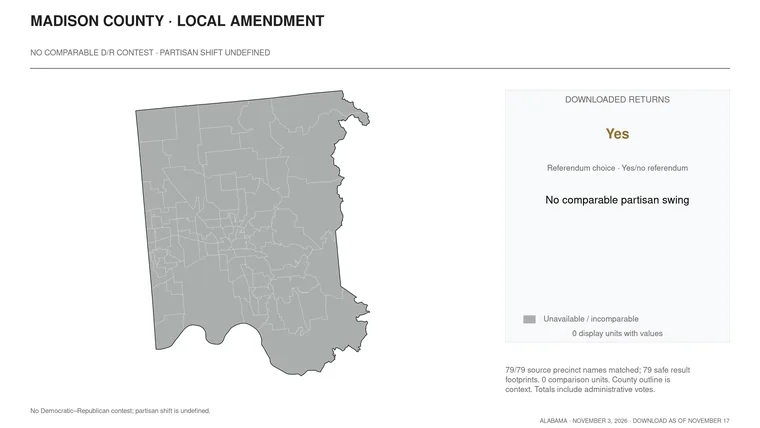 MADISON COUNTY · LOCAL AMENDMENT
NO COMPARABLE D/R CONTEST · PARTISAN SHIFT UNDEFINED
DOWNLOADED RETURNS
Yes
Referendum choice · Yes/no referendum
No comparable partisan swing
Unavailable / incomparable
0 display units with values
79/79 source precinct names matched; 79 safe result
footprints. 0 comparison units. County outline is
context. Totals include administrative votes.
No Democratic–Republican contest; partisan shift is undefined.
ALABAMA · NOVEMBER 3, 2026 · DOWNLOAD AS OF NOVEMBER 17